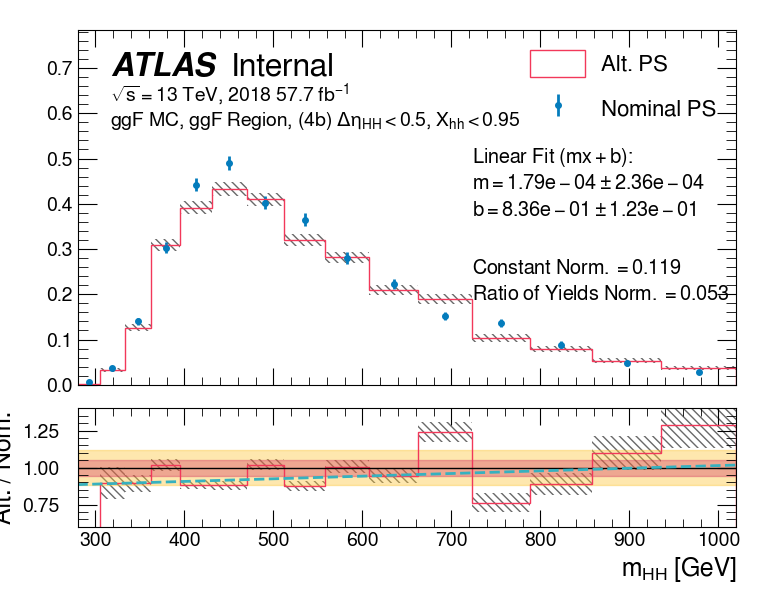 ATLAS Internal
√s = 13 TeV, 2018 57.7 fb⁻¹
ggF MC, ggF Region, (4b) Δη_HH < 0.5, X_hh < 0.95
Alt. PS
Nominal PS
Linear Fit (mx + b):
m = 1.79e − 04 ± 2.36e − 04
b = 8.36e − 01 ± 1.23e − 01
Constant Norm. = 0.119
Ratio of Yields Norm. = 0.053
0.7
0.6
0.5
0.4
0.3
0.2
0.1
0.0
Alt. / Nom.
1.25
1.00
0.75
300 400 500 600 700 800 900 1000
m_HH [GeV]